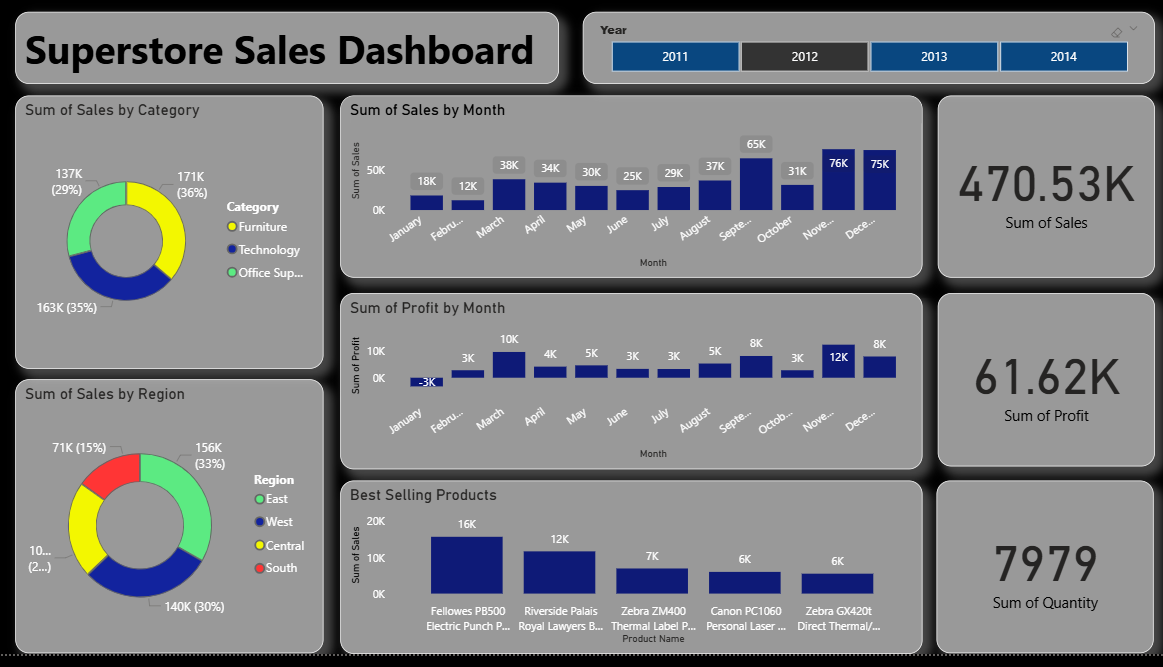 Superstore Sales Dashboard
Year
2011 2012 2013 2014
Sum of Sales by Category
137K
(29%)
171K
(36%)
163K (35%)
Category
Furniture
Technology
Office Sup...
Sum of Sales by Month
Sum of Sales
50K
0K
18K 12K 38K 34K 30K 25K 29K 37K 65K 31K 76K 75K
January Febru... March April May June July August Septe... October Nove... Dece...
Month
470.53K
Sum of Sales
Sum of Profit by Month
Sum of Profit
10K
0K
-3K 3K 10K 4K 5K 3K 3K 5K 8K 3K 12K 8K
January Febru... March April May June July August Septe... Octob... Nove... Dece...
Month
61.62K
Sum of Profit
Sum of Sales by Region
71K (15%)
156K
(33%)
10...
(2...)
140K (30%)
Region
East
West
Central
South
Best Selling Products
Sum of Sales
20K
10K
0K
16K 12K 7K 6K 6K
Fellowes PB500 Riverside Palais Zebra ZM400 Canon PC1060 Zebra GX420t
Electric Punch P... Royal Lawyers B... Thermal Label P... Personal Laser ... Direct Thermal/...
Product Name
7979
Sum of Quantity